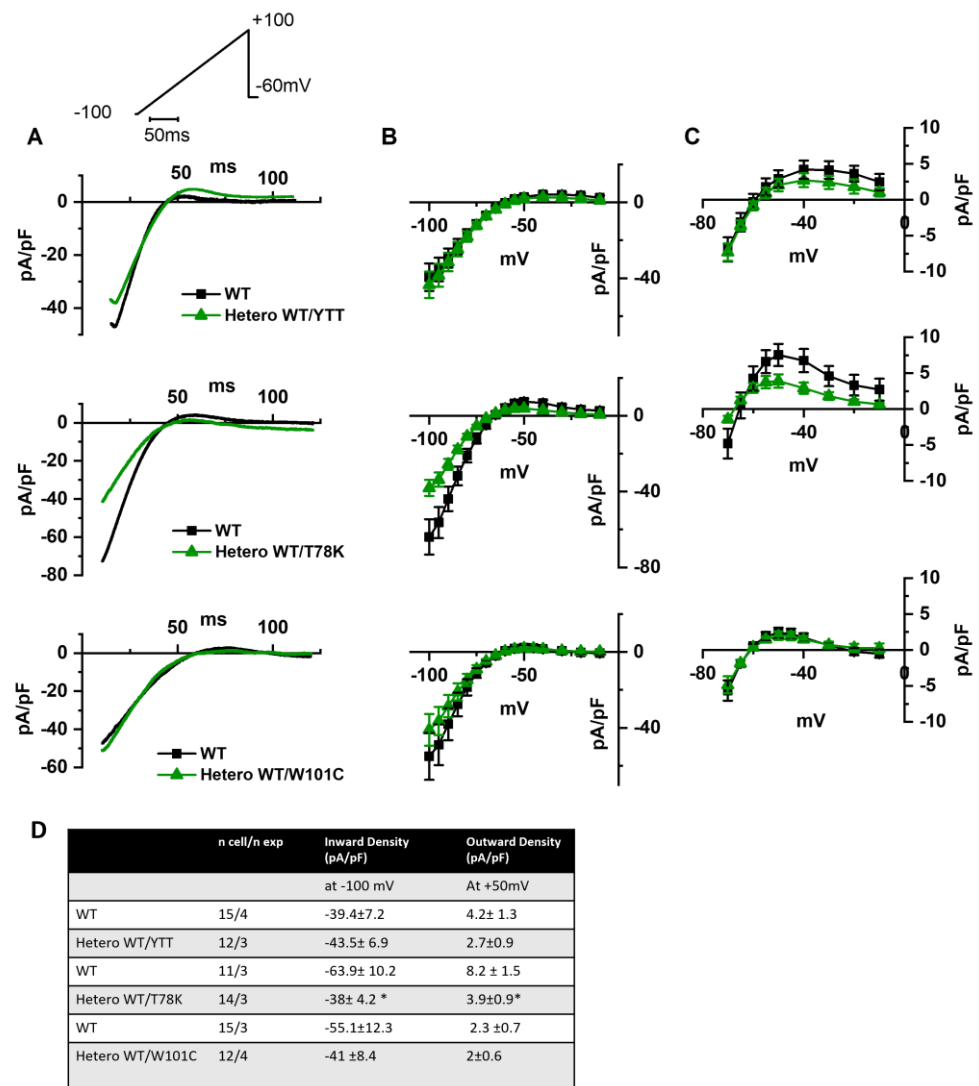 +100
-100
-60mV
50ms
A
B
C
ms
50
100
0
-20
-40
pA/pF
WT
Hetero WT/YTT
-100
-50
0
-40
mV
pA/pF
10
5
0
-5
-10
-80
-40
0
mV
pA/pF
ms
50
100
0
-20
-40
-60
-80
pA/pF
WT
Hetero WT/T78K
-100
-50
0
-40
-80
mV
pA/pF
10
5
0
-5
-10
-80
-40
0
mV
pA/pF
ms
50
100
0
-20
-40
-60
pA/pF
WT
Hetero WT/W101C
-100
-50
0
-40
mV
pA/pF
10
5
0
-5
-10
-80
-40
0
mV
pA/pF
D
n cell/n exp Inward Density (pA/pF) Outward Density (pA/pF)
at -100 mV At +50mV
WT 15/4 -39.4±7.2 4.2± 1.3
Hetero WT/YTT 12/3 -43.5± 6.9 2.7±0.9
WT 11/3 -63.9± 10.2 8.2 ± 1.5
Hetero WT/T78K 14/3 -38± 4.2 * 3.9±0.9*
WT 15/3 -55.1±12.3 2.3 ±0.7
Hetero WT/W101C 12/4 -41 ±8.4 2±0.6